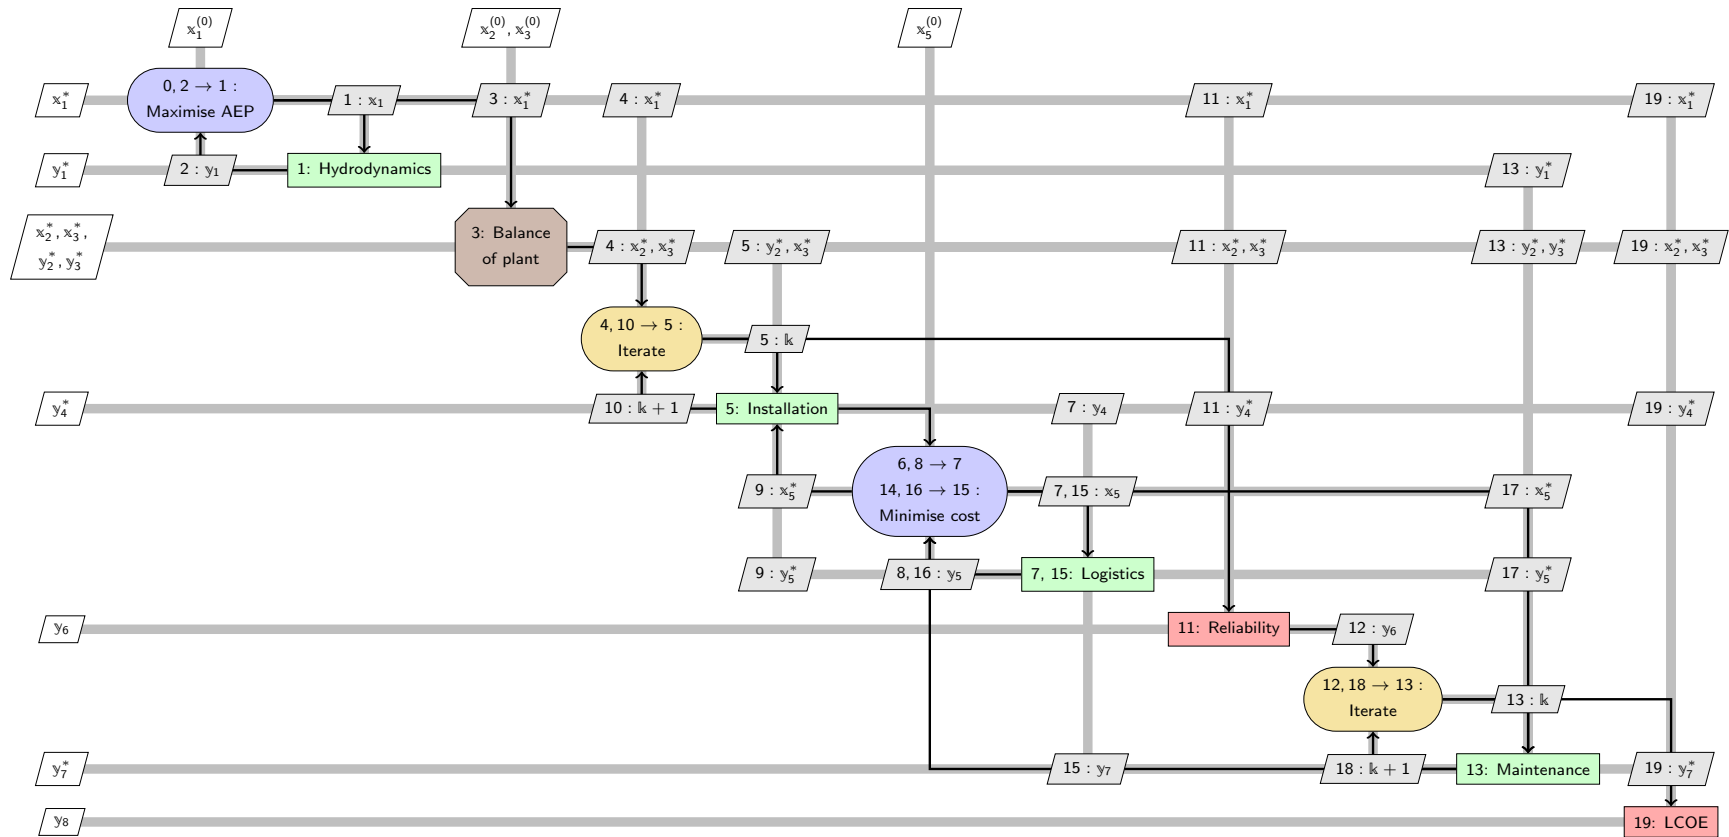 𝕩₁⁽⁰⁾
𝕩₂⁽⁰⁾, 𝕩₃⁽⁰⁾
𝕩₅⁽⁰⁾
𝕩₁*
0, 2 → 1 :
Maximise AEP
1 : 𝕩₁
3 : 𝕩₁*
4 : 𝕩₁*
11 : 𝕩₁*
19 : 𝕩₁*
𝕪₁*
2 : 𝕪₁
1: Hydrodynamics
13 : 𝕪₁*
𝕩₂*, 𝕩₃*,
𝕪₂*, 𝕪₃*
3: Balance
of plant
4 : 𝕩₂*, 𝕩₃*
5 : 𝕪₂*, 𝕩₃*
11 : 𝕩₂*, 𝕩₃*
13 : 𝕪₂*, 𝕪₃*
19 : 𝕩₂*, 𝕩₃*
4, 10 → 5 :
Iterate
5 : 𝕜
𝕪₄*
10 : 𝕜 + 1
5: Installation
7 : 𝕪₄
11 : 𝕪₄*
19 : 𝕪₄*
9 : 𝕩₅*
6, 8 → 7
14, 16 → 15 :
Minimise cost
7, 15 : 𝕩₅
17 : 𝕩₅*
9 : 𝕪₅*
8, 16 : 𝕪₅
7, 15: Logistics
17 : 𝕪₅*
𝕪₆
11: Reliability
12 : 𝕪₆
12, 18 → 13 :
Iterate
13 : 𝕜
𝕪₇*
15 : 𝕪₇
18 : 𝕜 + 1
13: Maintenance
19 : 𝕪₇*
𝕪₈
19: LCOE